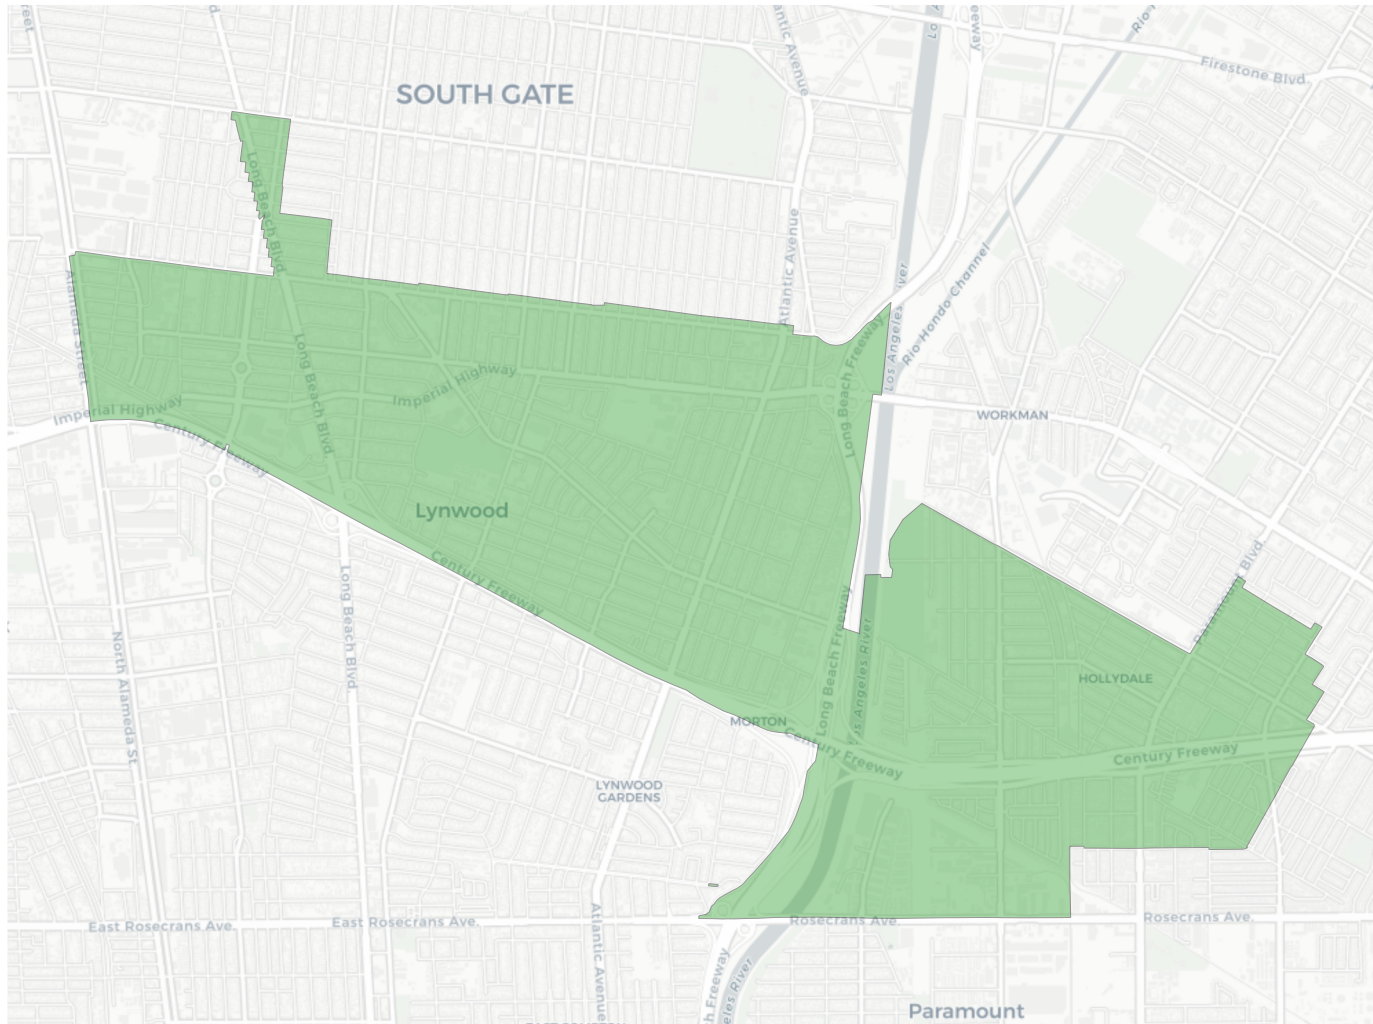 Atlantic Avenue
Freeway
Firestone Blvd.
SOUTH GATE
Long Beach Blvd
Atlantic Avenue
Los Angeles River
Rio Hondo Channel
Alameda Street
Long Beach Blvd
Imperial Highway
Imperial Highway
Long Beach Freeway
WORKMAN
Century Freeway
Lynwood
Century Freeway
Long Beach Blvd.
Paramount Blvd.
North Alameda St.
Long Beach Freeway
Los Angeles River
HOLLYDALE
MORTON
Century Freeway
Century Freeway
LYNWOOD
GARDENS
East Rosecrans Ave.
East Rosecrans Ave.
Rosecrans Ave.
Rosecrans Ave.
Atlantic Avenue
Paramount